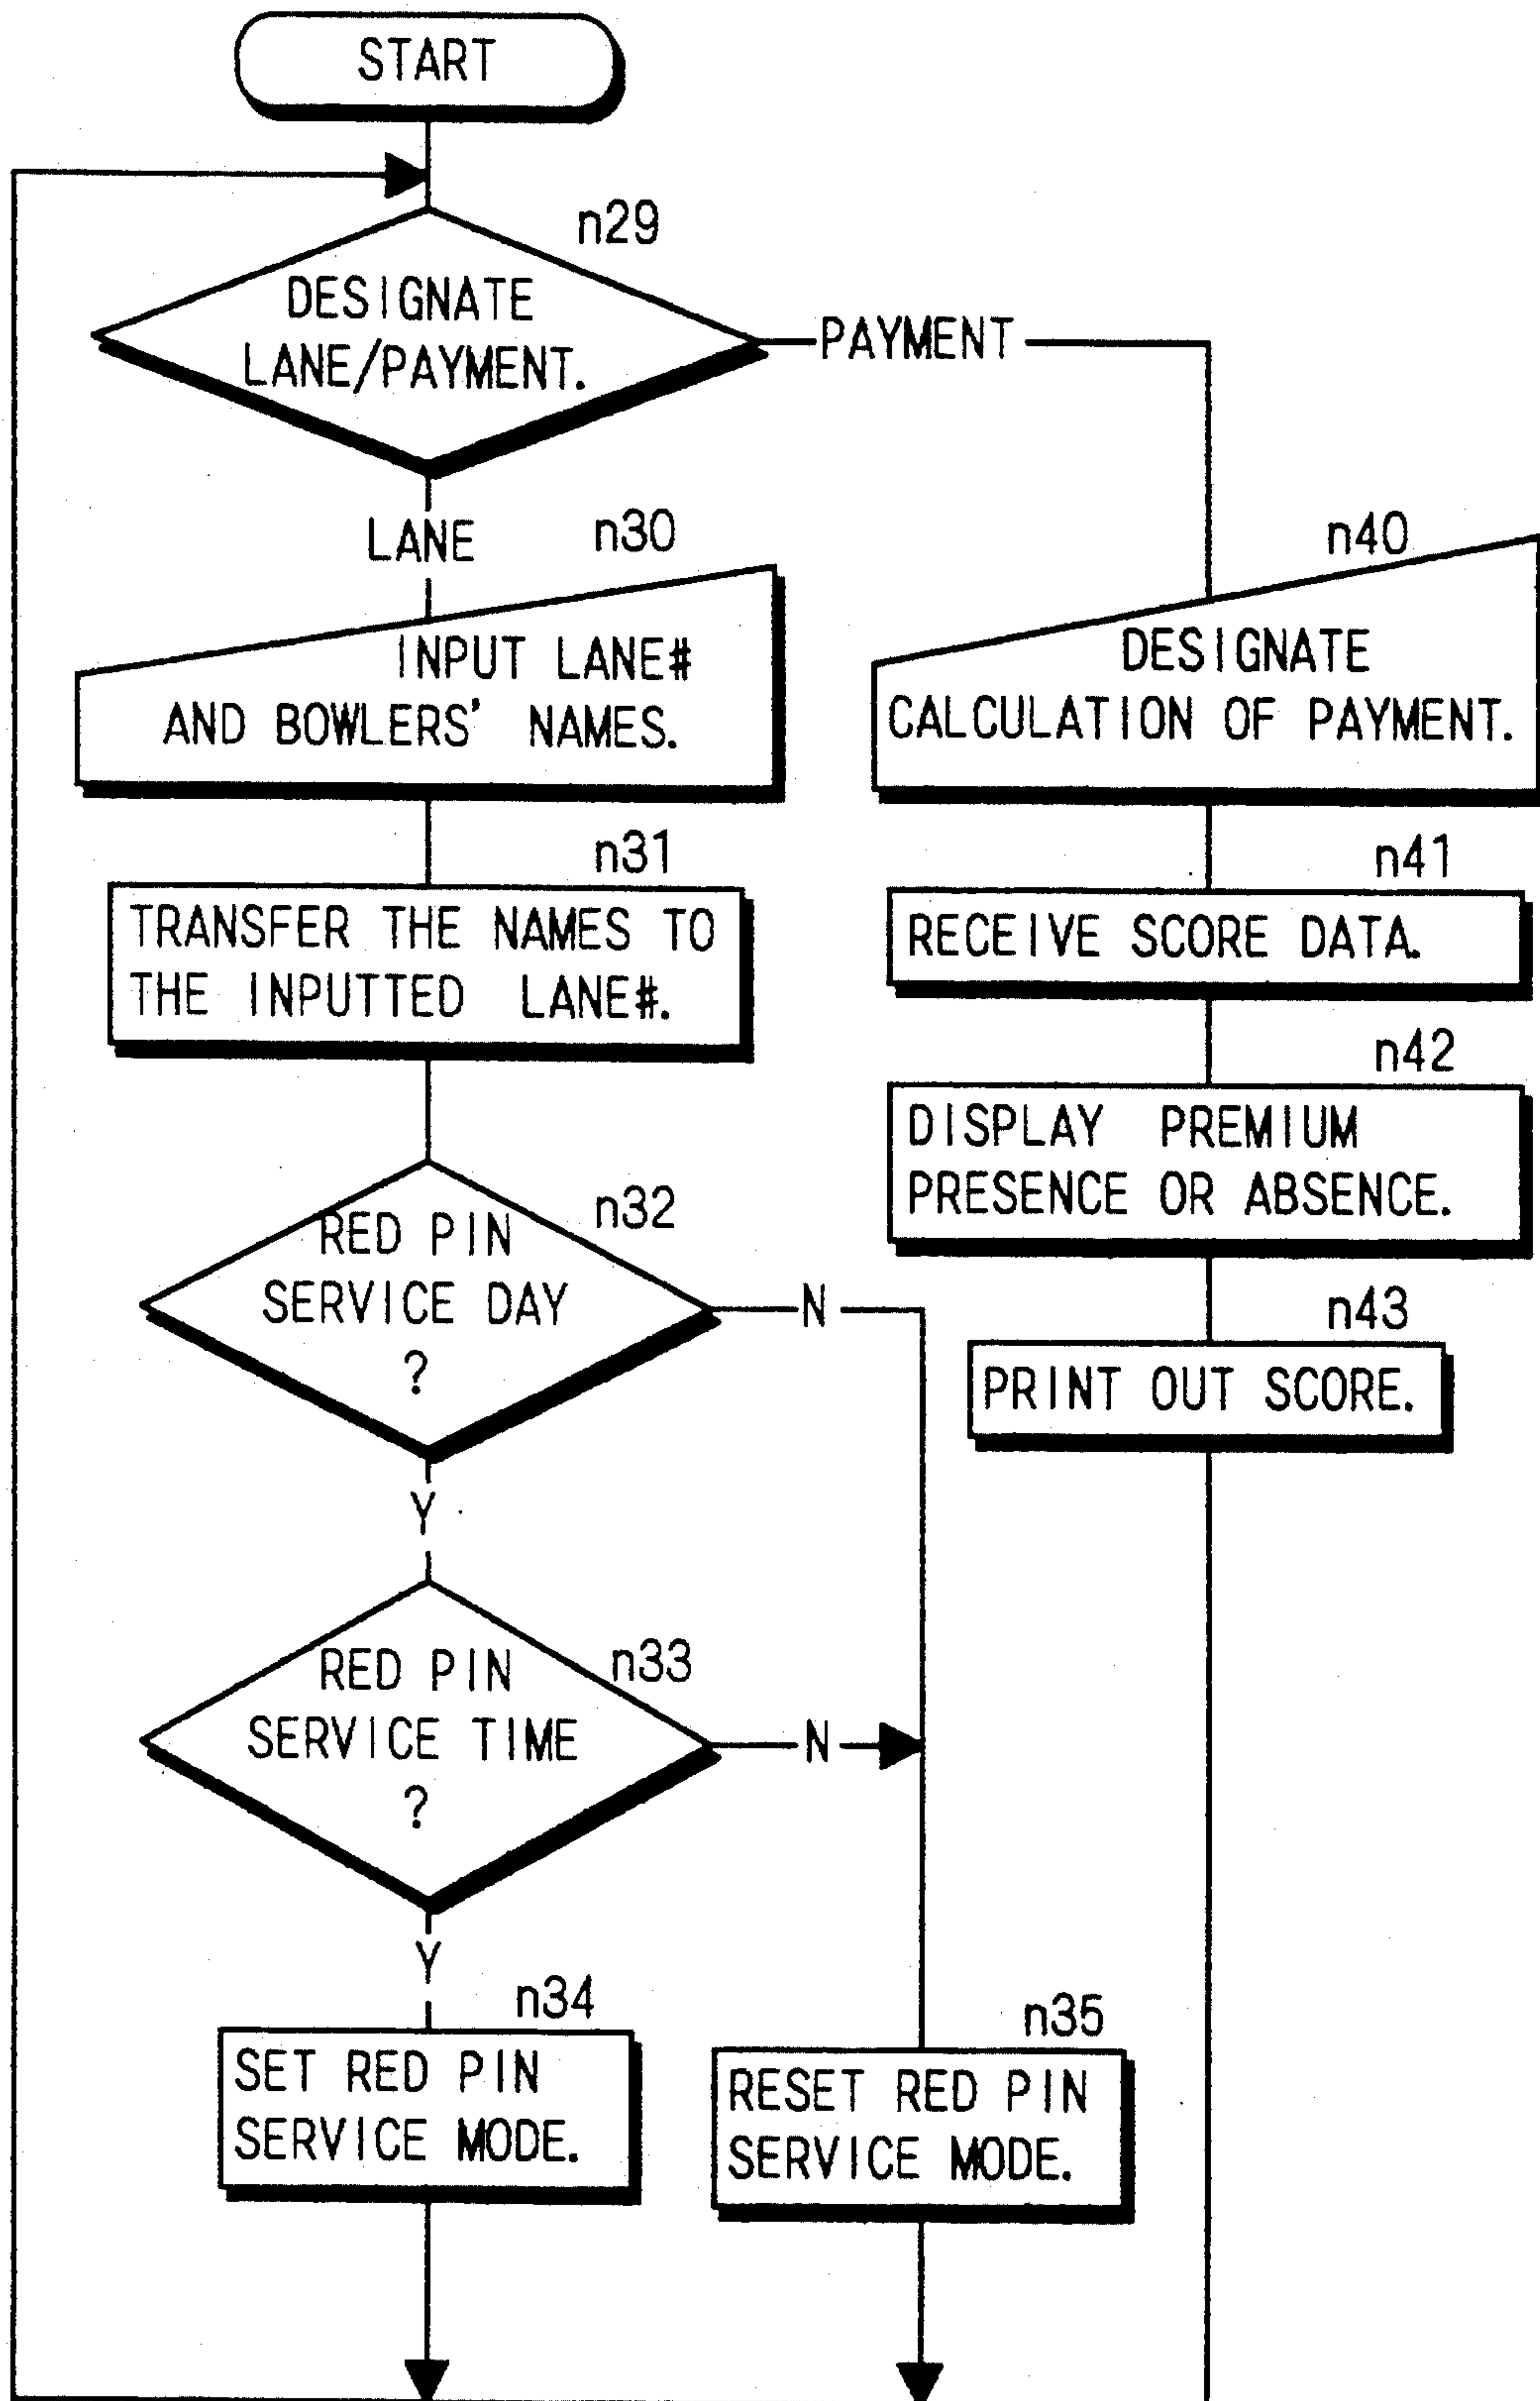 START
n29
DESIGNATE
LANE/PAYMENT.
PAYMENT
LANE
n30
INPUT LANE#
AND BOWLERS' NAMES.
n31
TRANSFER THE NAMES TO
THE INPUTTED LANE#.
n32
RED PIN
SERVICE DAY
?
N
Y
n33
RED PIN
SERVICE TIME
?
N
Y
n34
SET RED PIN
SERVICE MODE.
n35
RESET RED PIN
SERVICE MODE.
n40
DESIGNATE
CALCULATION OF PAYMENT.
n41
RECEIVE SCORE DATA.
n42
DISPLAY PREMIUM
PRESENCE OR ABSENCE.
n43
PRINT OUT SCORE.